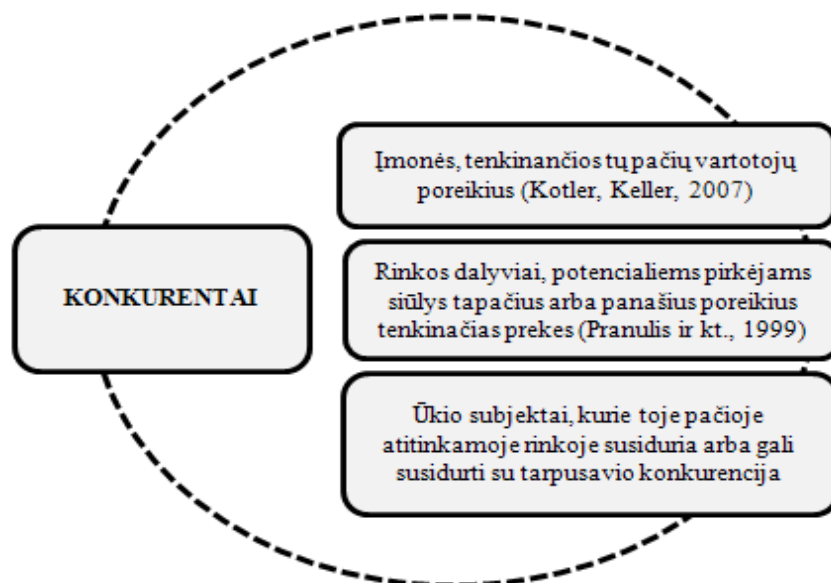 Įmonės, tenkinančios tų pačių vartotojų
poreikius (Kotler, Keller, 2007)
KONKURENTAI
Rinkos dalyviai, potencialiems pirkėjams
siūlys tapačius arba panašius poreikius
tenkinačias prekes (Pranulis ir kt., 1999)
Ūkio subjektai, kurie toje pačioje
atitinkamoje rinkoje susiduria arba gali
susidurti su tarpusavio konkurencija